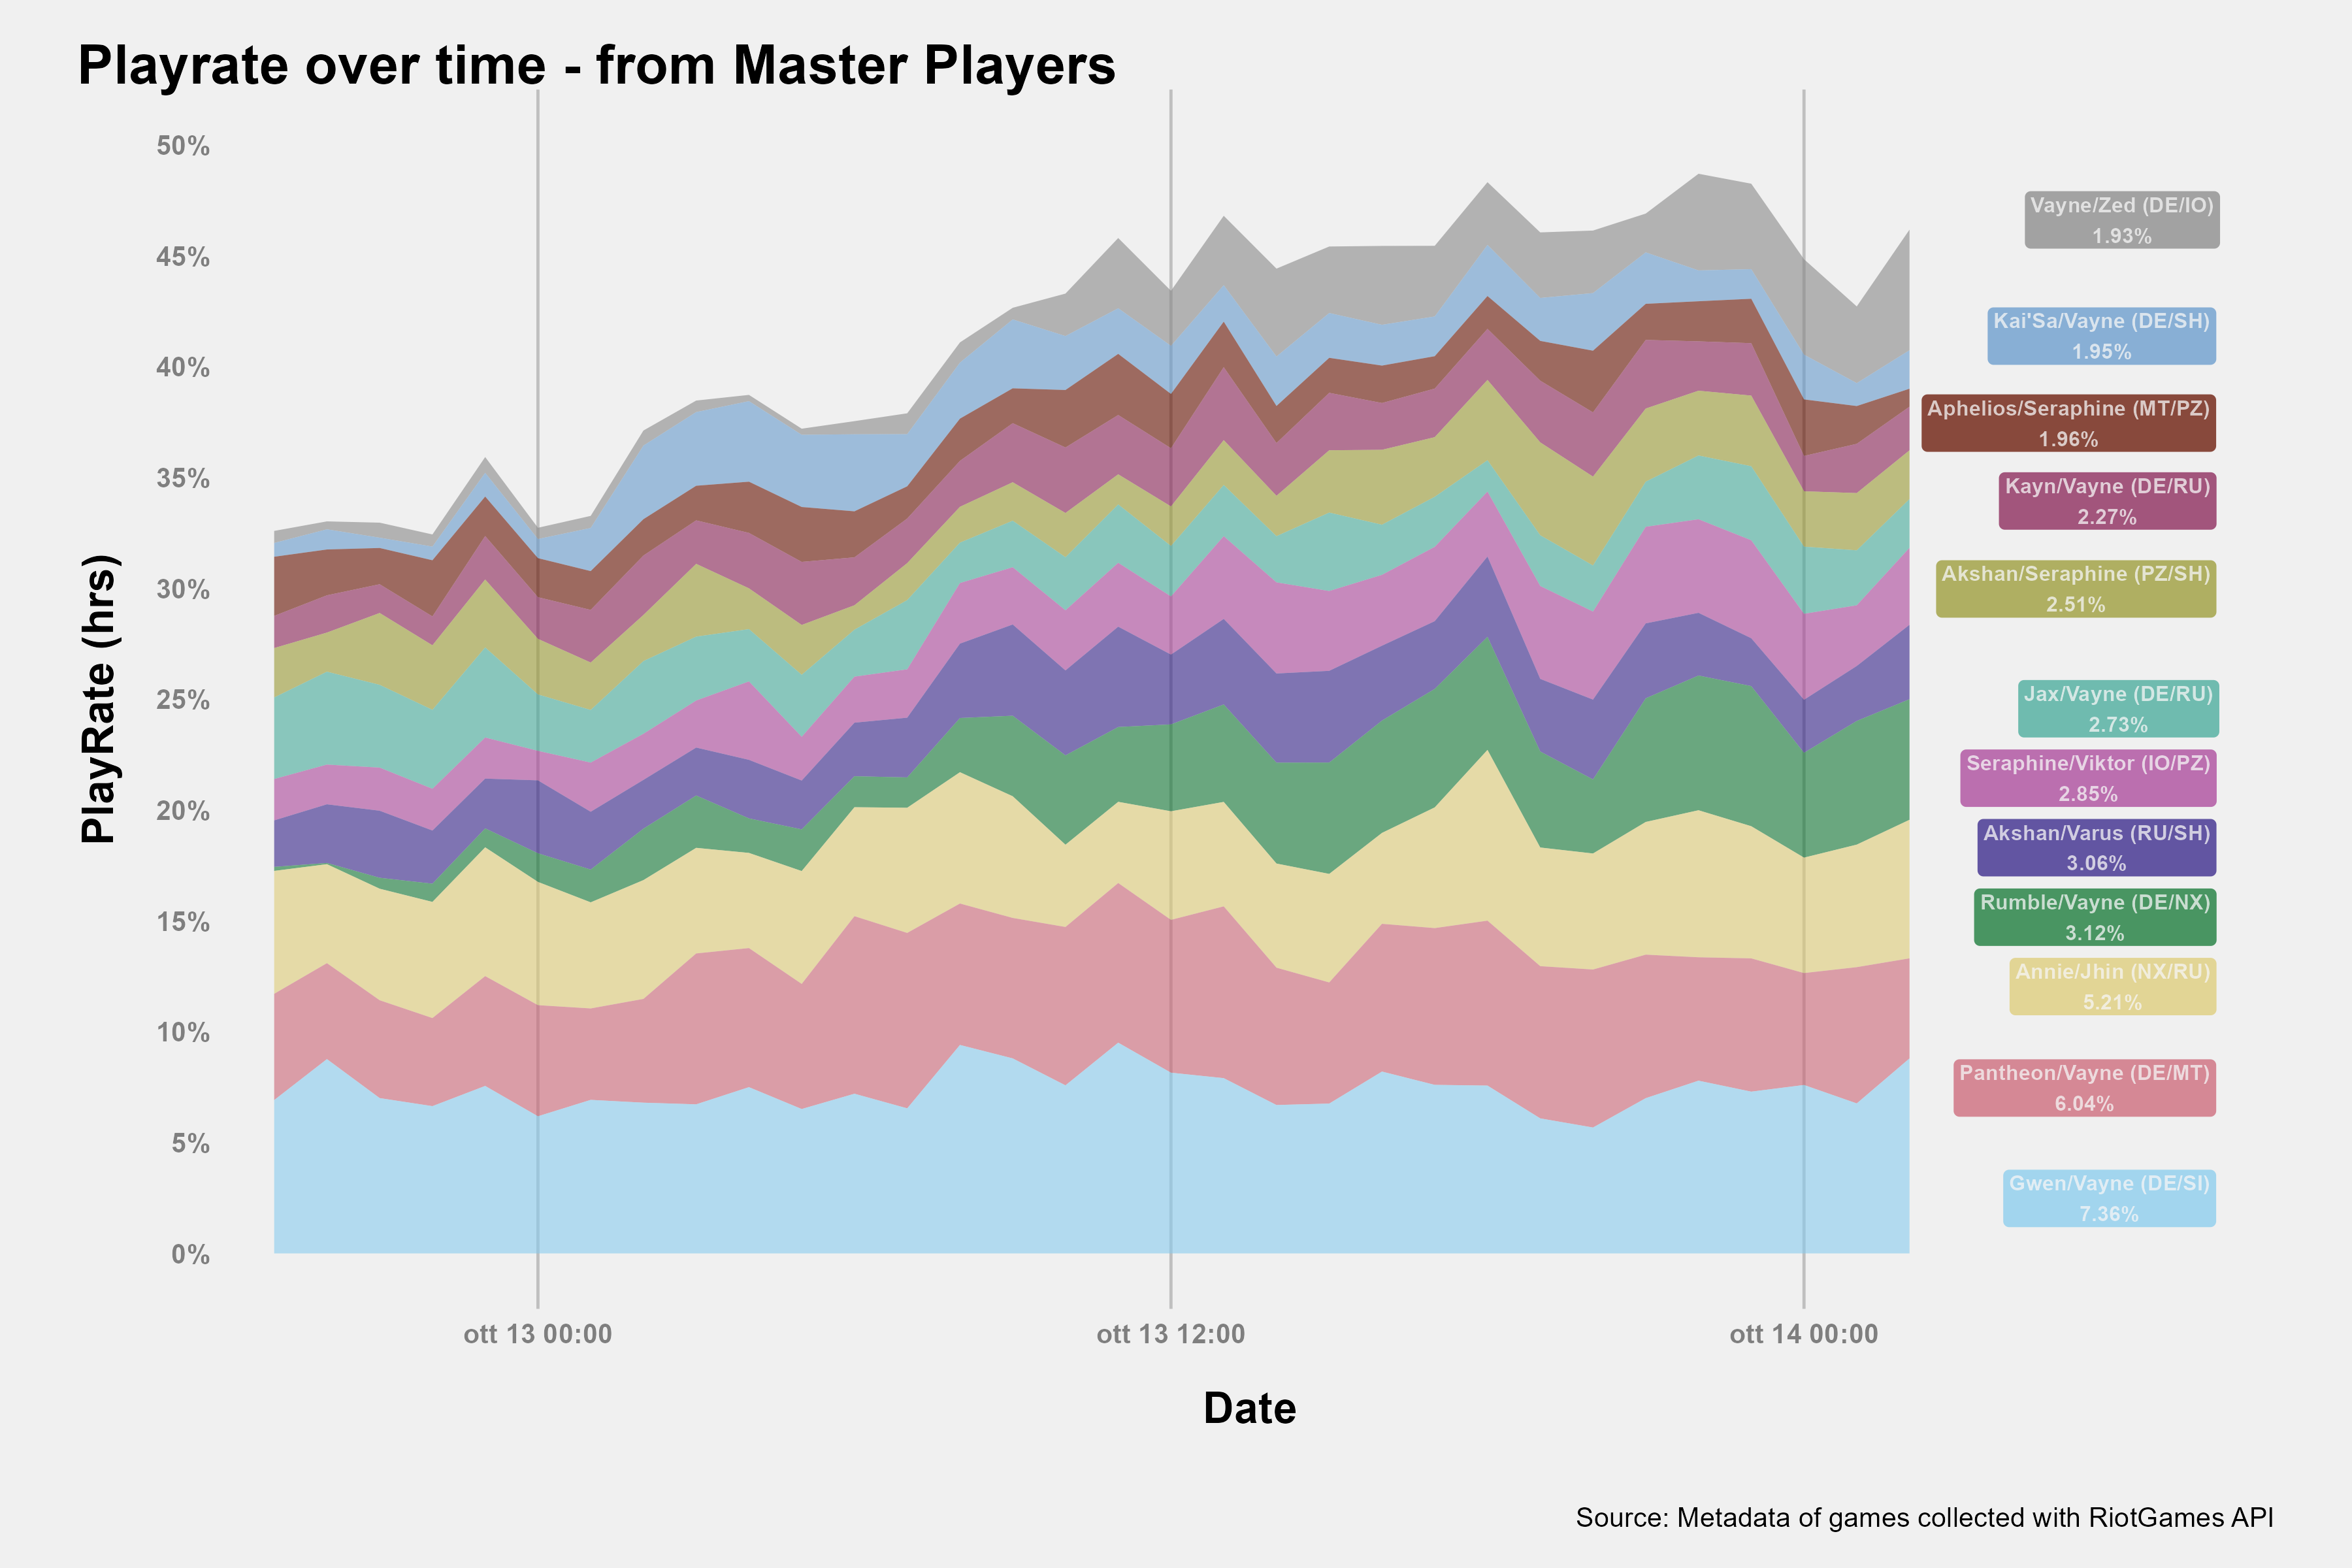 Playrate over time - from Master Players
PlayRate (hrs)
50%
45%
40%
35%
30%
25%
20%
15%
10%
5%
0%
Vayne/Zed (DE/IO)
1.93%
Kai'Sa/Vayne (DE/SH)
1.95%
Aphelios/Seraphine (MT/PZ)
1.96%
Kayn/Vayne (DE/RU)
2.27%
Akshan/Seraphine (PZ/SH)
2.51%
Jax/Vayne (DE/RU)
2.73%
Seraphine/Viktor (IO/PZ)
2.85%
Akshan/Varus (RU/SH)
3.06%
Rumble/Vayne (DE/NX)
3.12%
Annie/Jhin (NX/RU)
5.21%
Pantheon/Vayne (DE/MT)
6.04%
Gwen/Vayne (DE/SI)
7.36%
ott 13 00:00
ott 13 12:00
ott 14 00:00
Date
Source: Metadata of games collected with RiotGames API